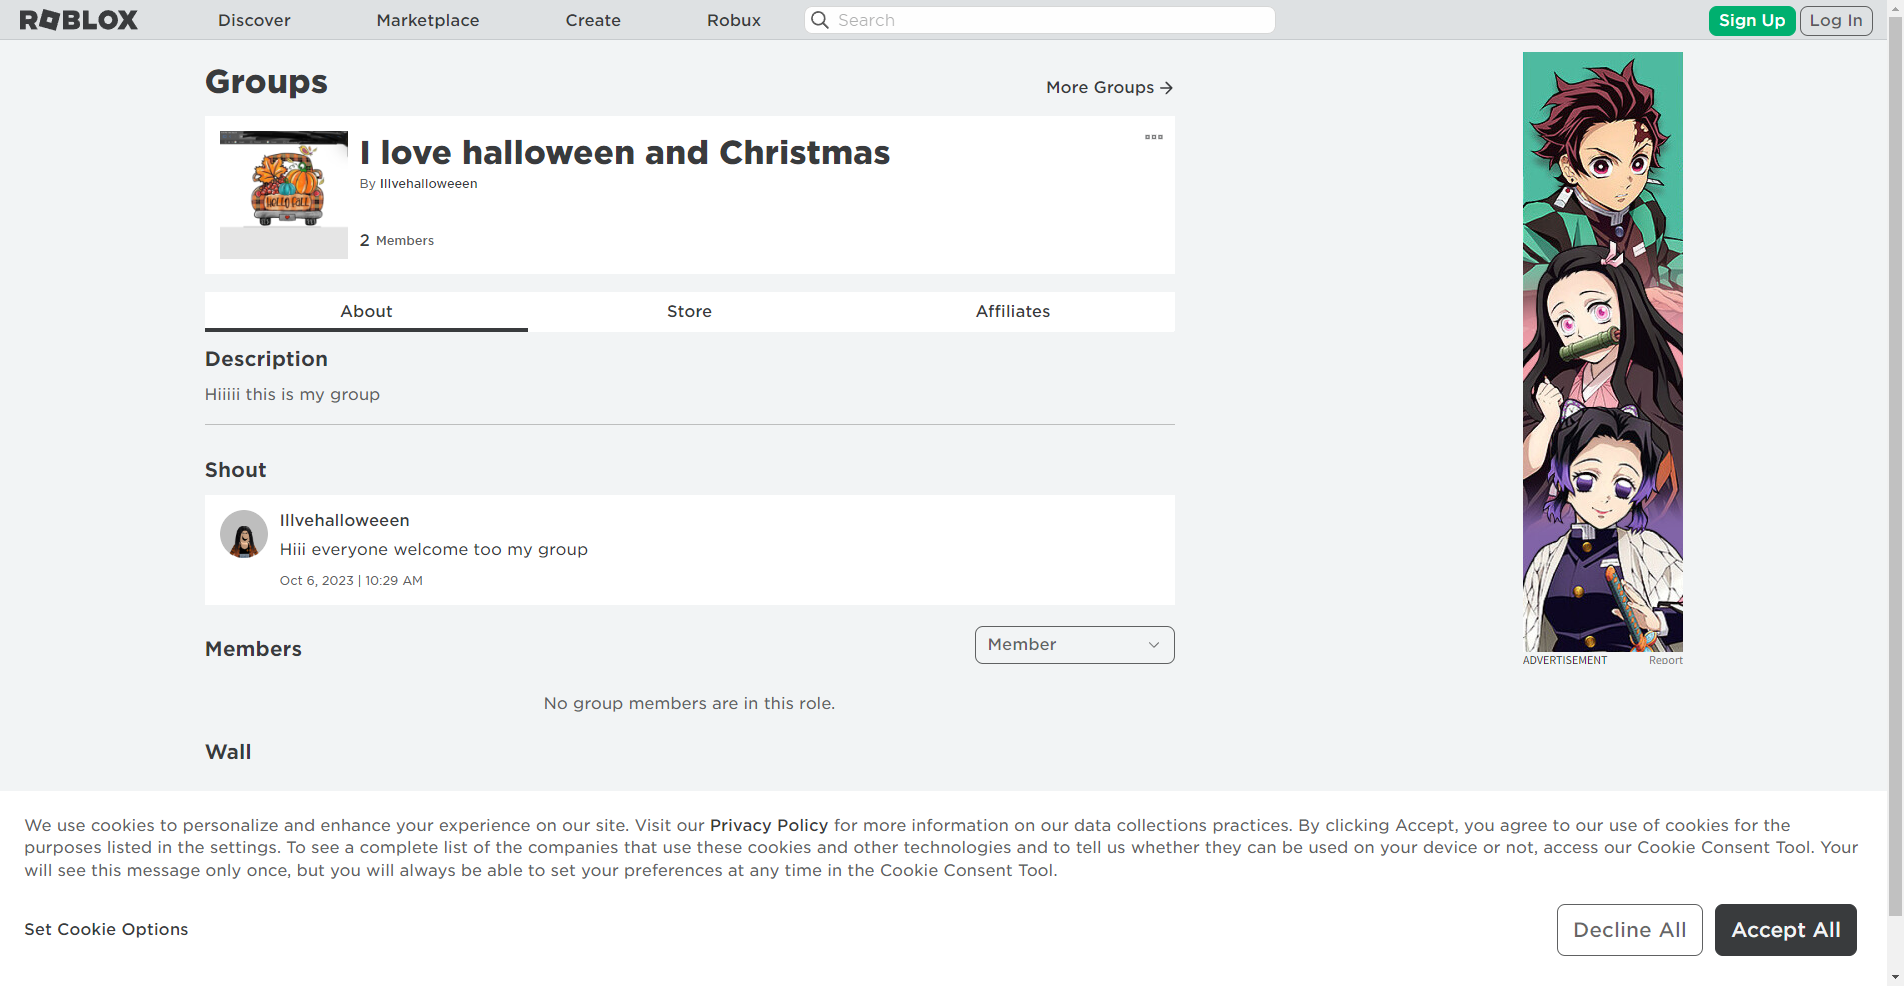 ROBLOX
Discover
Marketplace
Create
Robux
Search
Sign Up
Log In
Groups
More Groups →
HELLO FALL
I love halloween and Christmas
By Illvehalloweeen
2 Members
About
Store
Affiliates
Description
Hiiiii this is my group
Shout
Illvehalloweeen
Hiii everyone welcome too my group
Oct 6, 2023 | 10:29 AM
Members
Member
No group members are in this role.
Wall
ADVERTISEMENT
Report
We use cookies to personalize and enhance your experience on our site. Visit our Privacy Policy for more information on our data collections practices. By clicking Accept, you agree to our use of cookies for the
purposes listed in the settings. To see a complete list of the companies that use these cookies and other technologies and to tell us whether they can be used on your device or not, access our Cookie Consent Tool. Your
will see this message only once, but you will always be able to set your preferences at any time in the Cookie Consent Tool.
Set Cookie Options
Decline All
Accept All